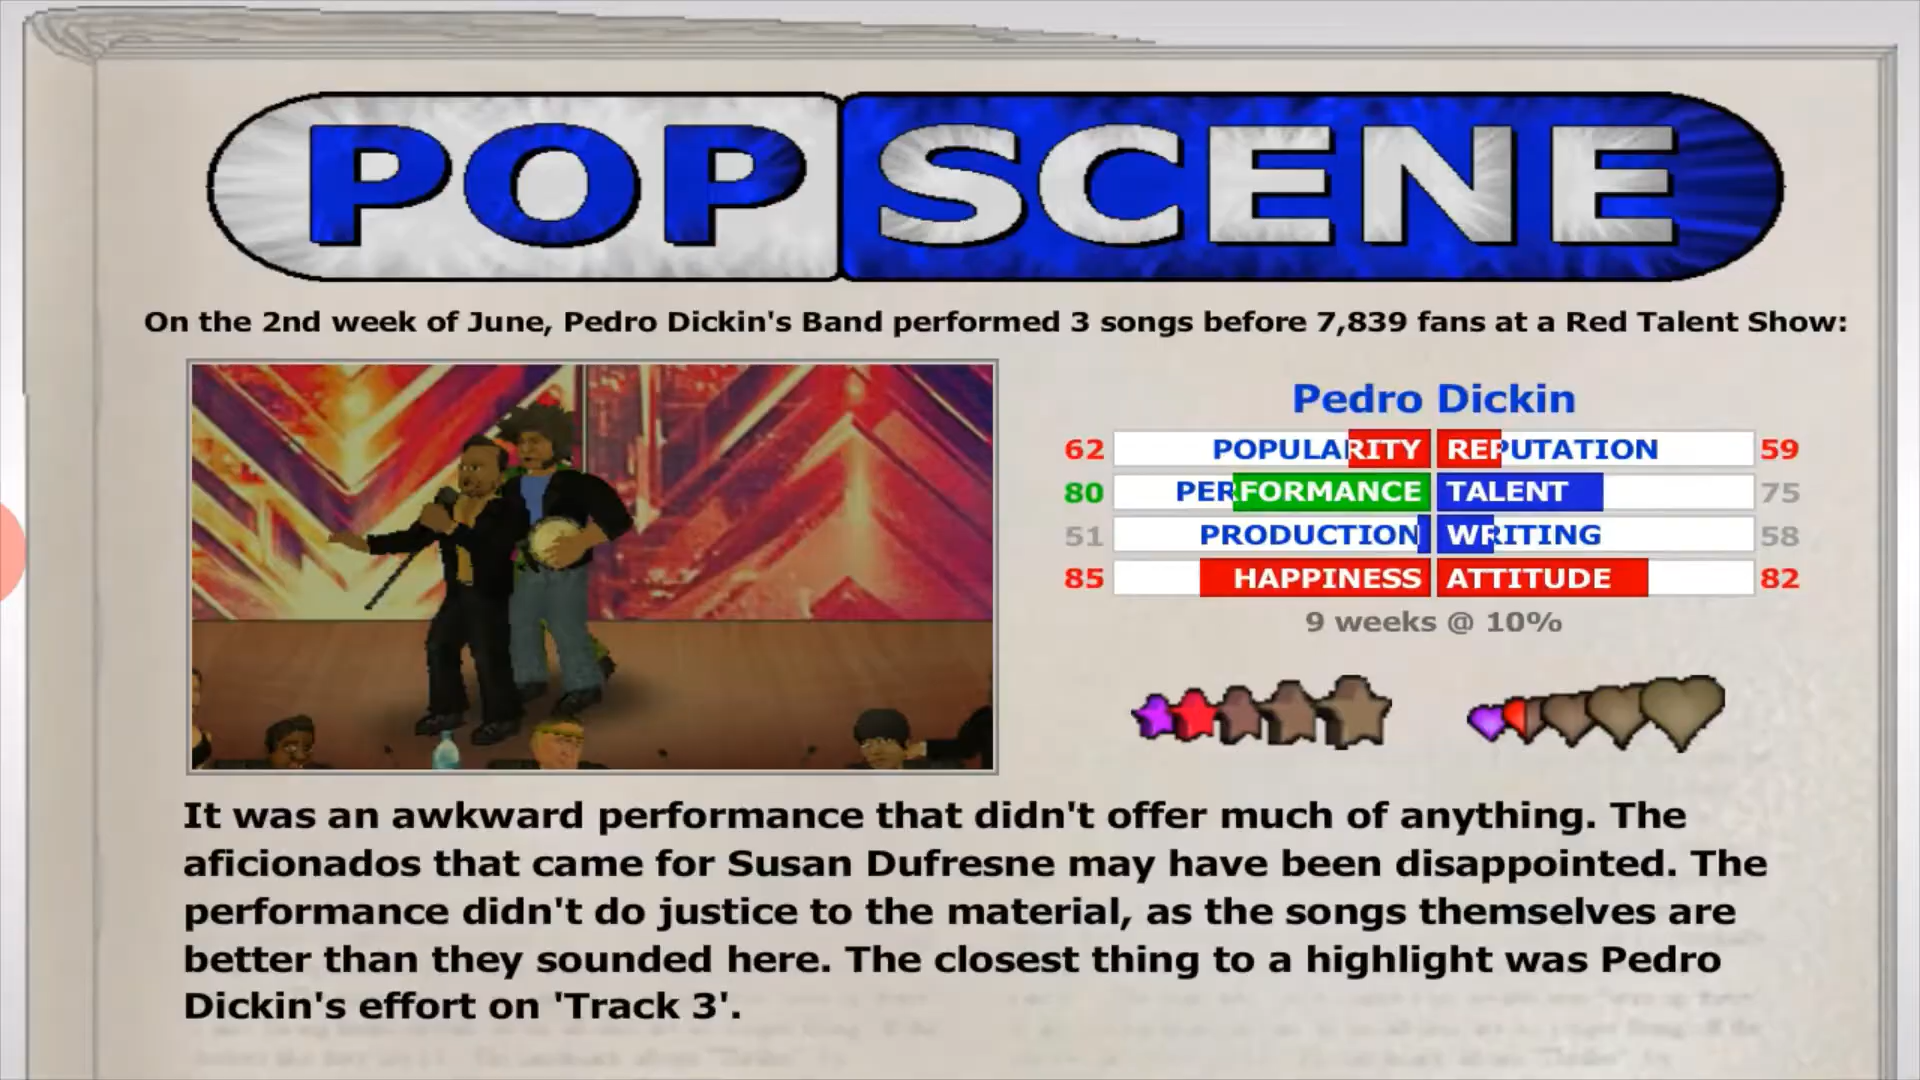 POP SCENE
On the 2nd week of June, Pedro Dickin's Band performed 3 songs before 7,839 fans at a Red Talent Show:
Pedro Dickin
62 POPULARITY REPUTATION 59
80 PERFORMANCE TALENT 75
51 PRODUCTION WRITING 58
85 HAPPINESS ATTITUDE 82
9 weeks @ 10%
It was an awkward performance that didn't offer much of anything. The
aficionados that came for Susan Dufresne may have been disappointed. The
performance didn't do justice to the material, as the songs themselves are
better than they sounded here. The closest thing to a highlight was Pedro
Dickin's effort on 'Track 3'.